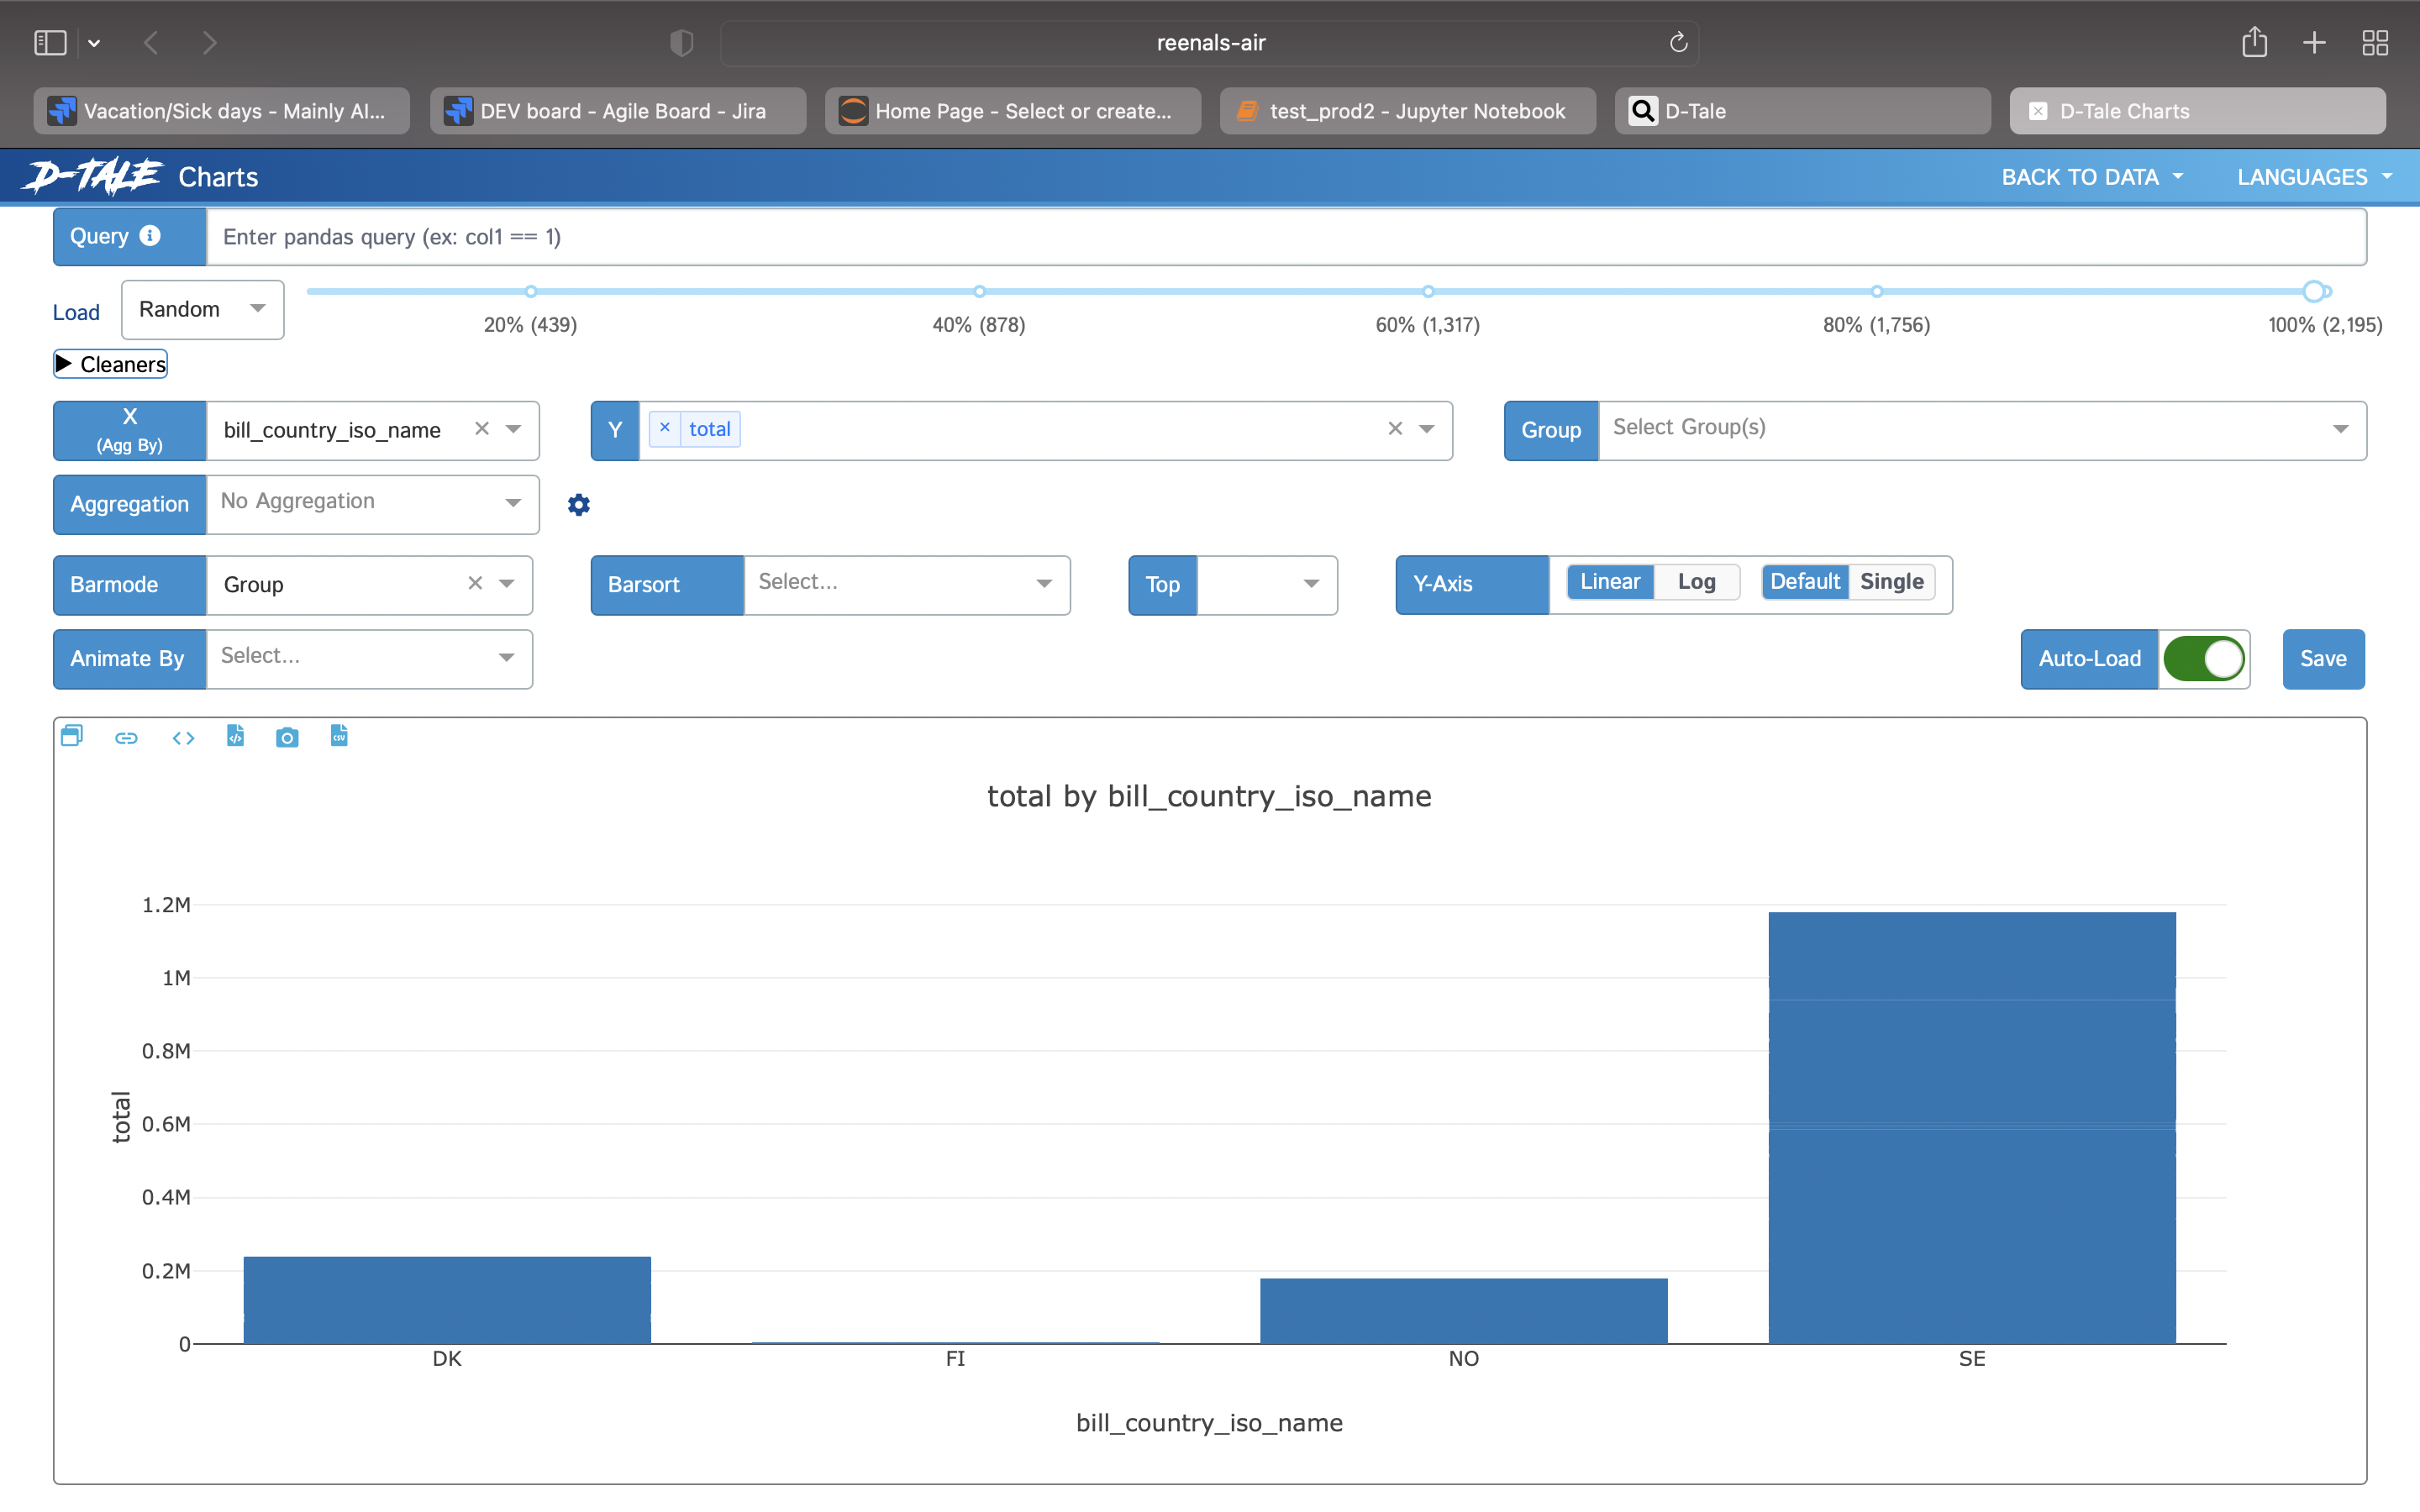 reenals-air
Vacation/Sick days - Mainly AI...
DEV board - Agile Board - Jira
Home Page - Select or create...
test_prod2 - Jupyter Notebook
D-Tale
D-Tale Charts
D-TALE Charts
BACK TO DATA
LANGUAGES
Query
Enter pandas query (ex: col1 == 1)
Load
Random
20% (439)
40% (878)
60% (1,317)
80% (1,756)
100% (2,195)
Cleaners
X
(Agg By)
bill_country_iso_name
Y
× total
Group
Select Group(s)
Aggregation
No Aggregation
Barmode
Group
Barsort
Select...
Top
Y-Axis
Linear
Log
Default
Single
Animate By
Select...
Auto-Load
Save
CSV
total by bill_country_iso_name
1.2M
1M
0.8M
0.6M
0.4M
0.2M
0
total
DK
FI
NO
SE
bill_country_iso_name